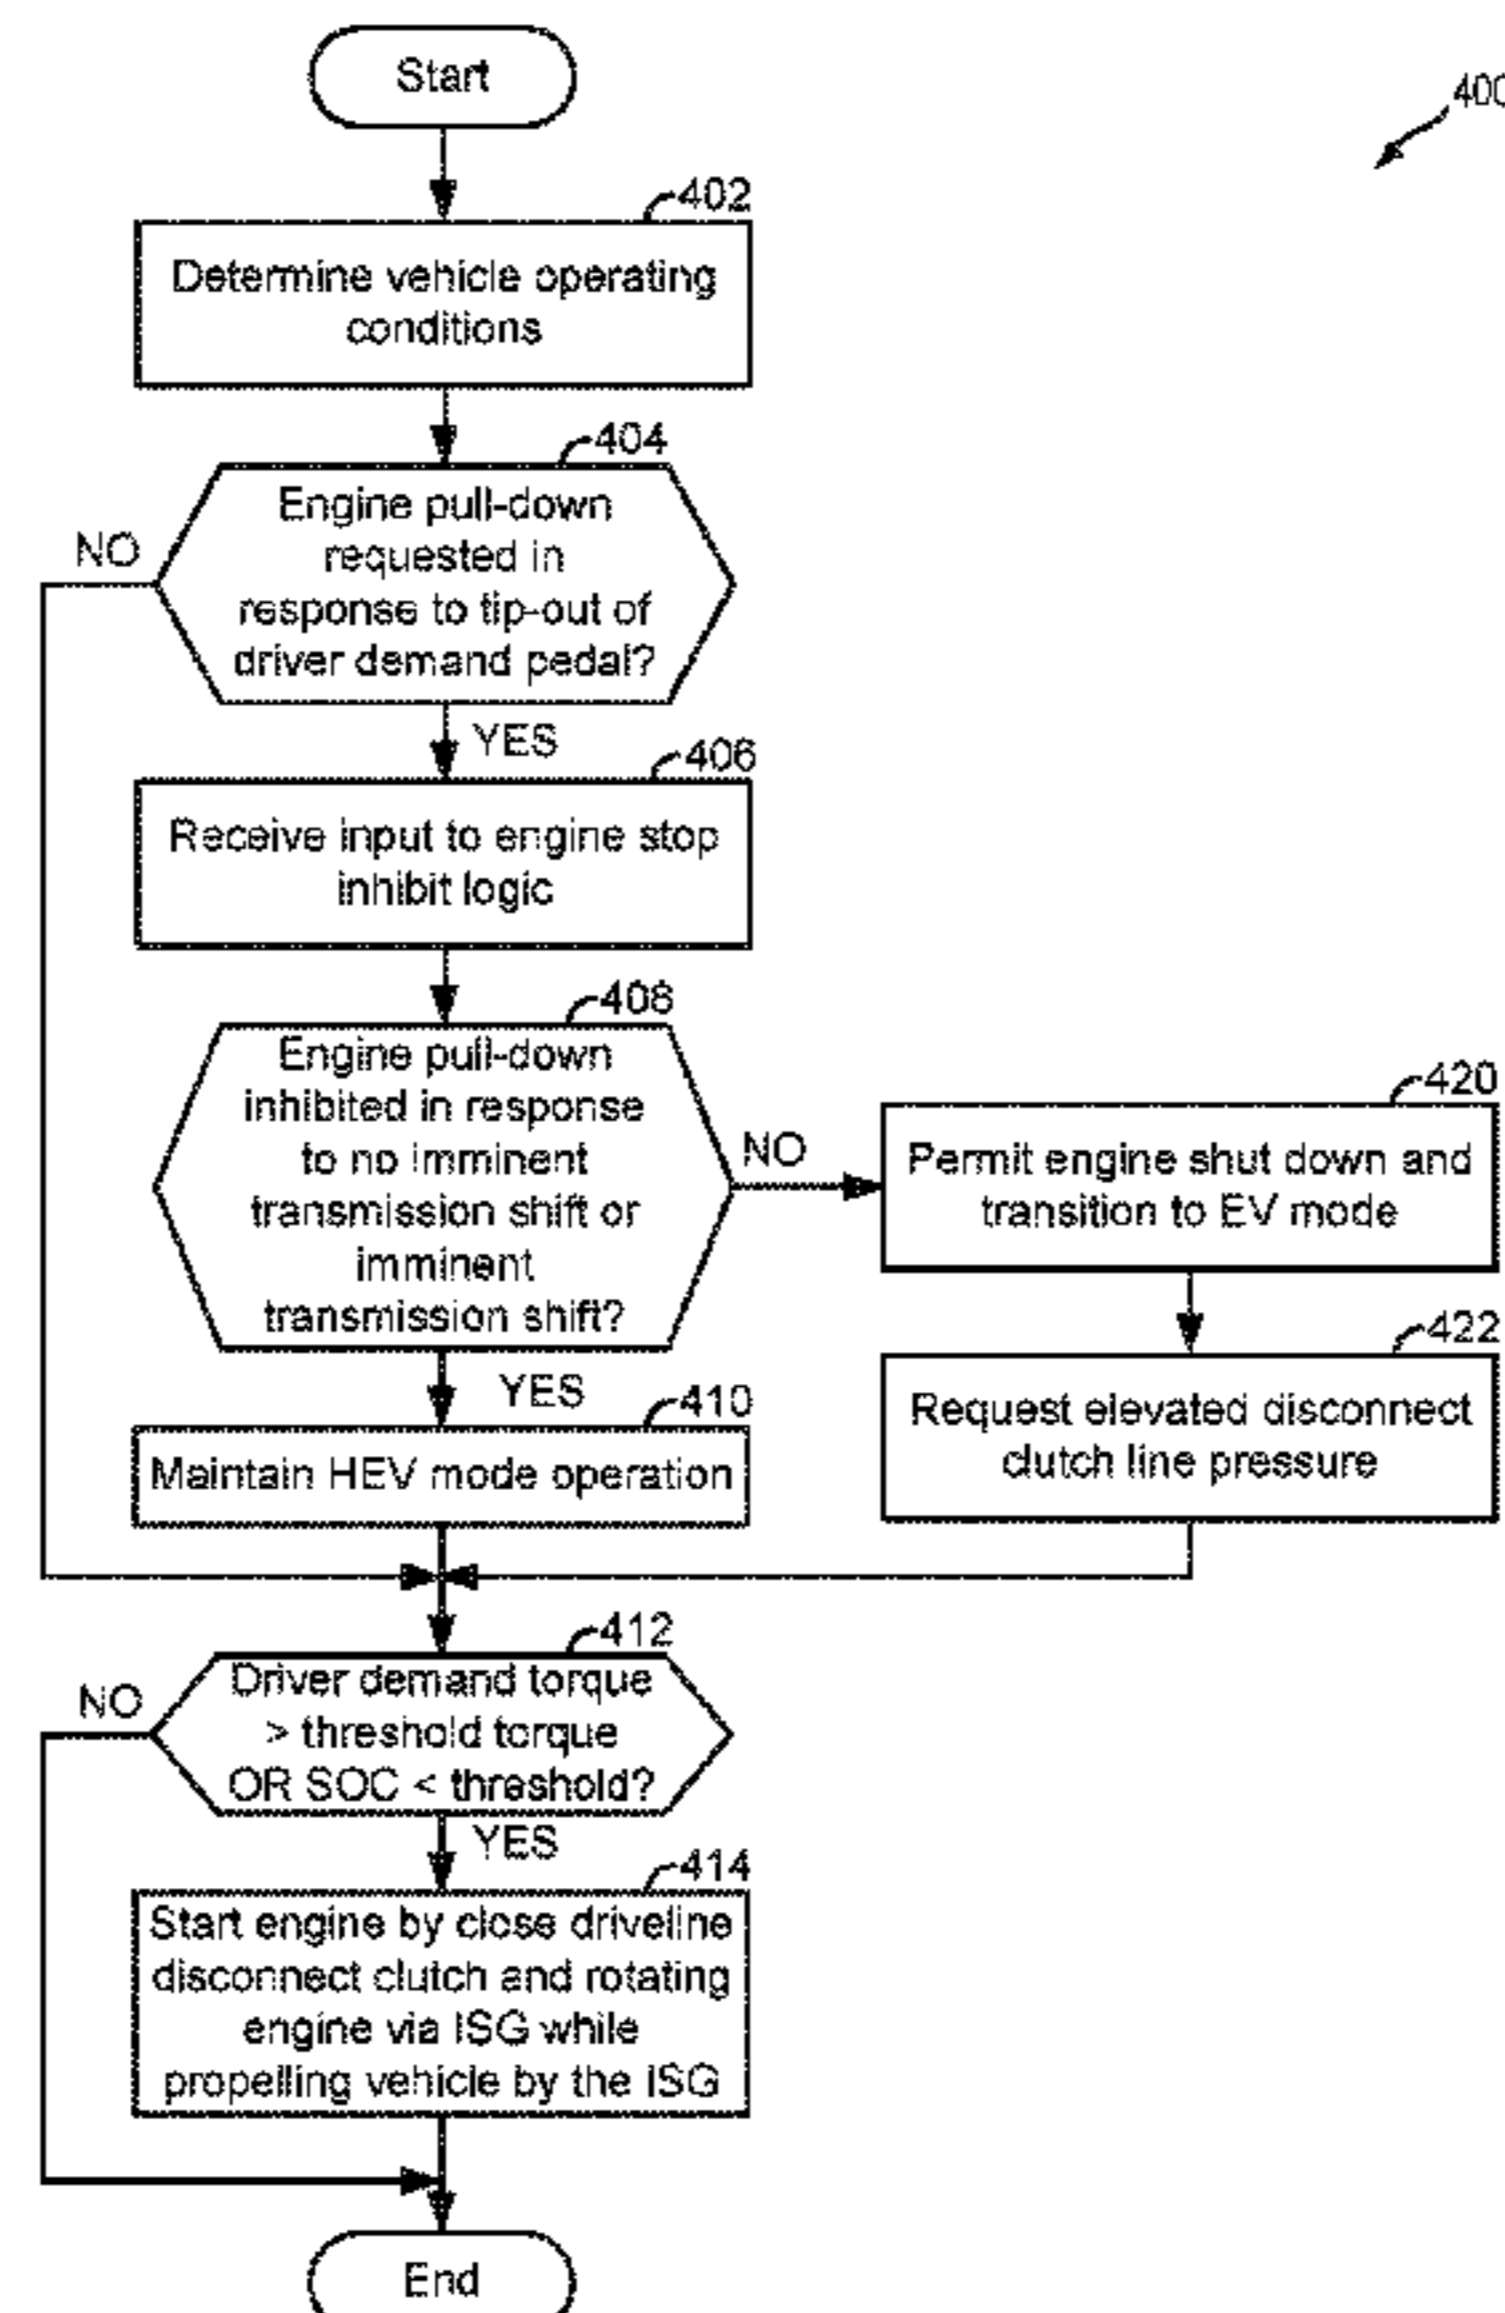 Start
400
402
Determine vehicle operating
conditions
404
Engine pull-down
requested in
response to tip-out of
driver demand pedal?
NO
YES
406
Receive input to engine stop
inhibit logic
408
Engine pull-down
inhibited in response
to no imminent
transmission shift or
imminent
transmission shift?
NO
420
Permit engine shut down and
transition to EV mode
YES
422
Request elevated disconnect
clutch line pressure
410
Maintain HEV mode operation
412
Driver demand torque
> threshold torque
OR SOC < threshold?
NO
YES
414
Start engine by close driveline
disconnect clutch and rotating
engine via ISG while
propelling vehicle by the ISG
End